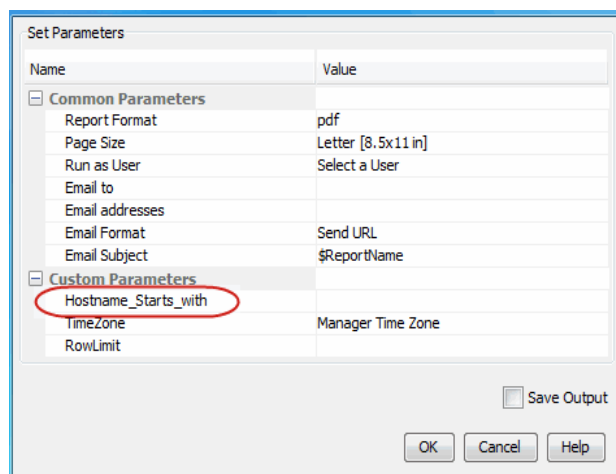 Set Parameters
Name Value
Common Parameters
Report Format pdf
Page Size Letter [8.5x11 in]
Run as User Select a User
Email to
Email addresses
Email Format Send URL
Email Subject $ReportName
Custom Parameters
Hostname_Starts_with
TimeZone Manager Time Zone
RowLimit
Save Output
OK Cancel Help